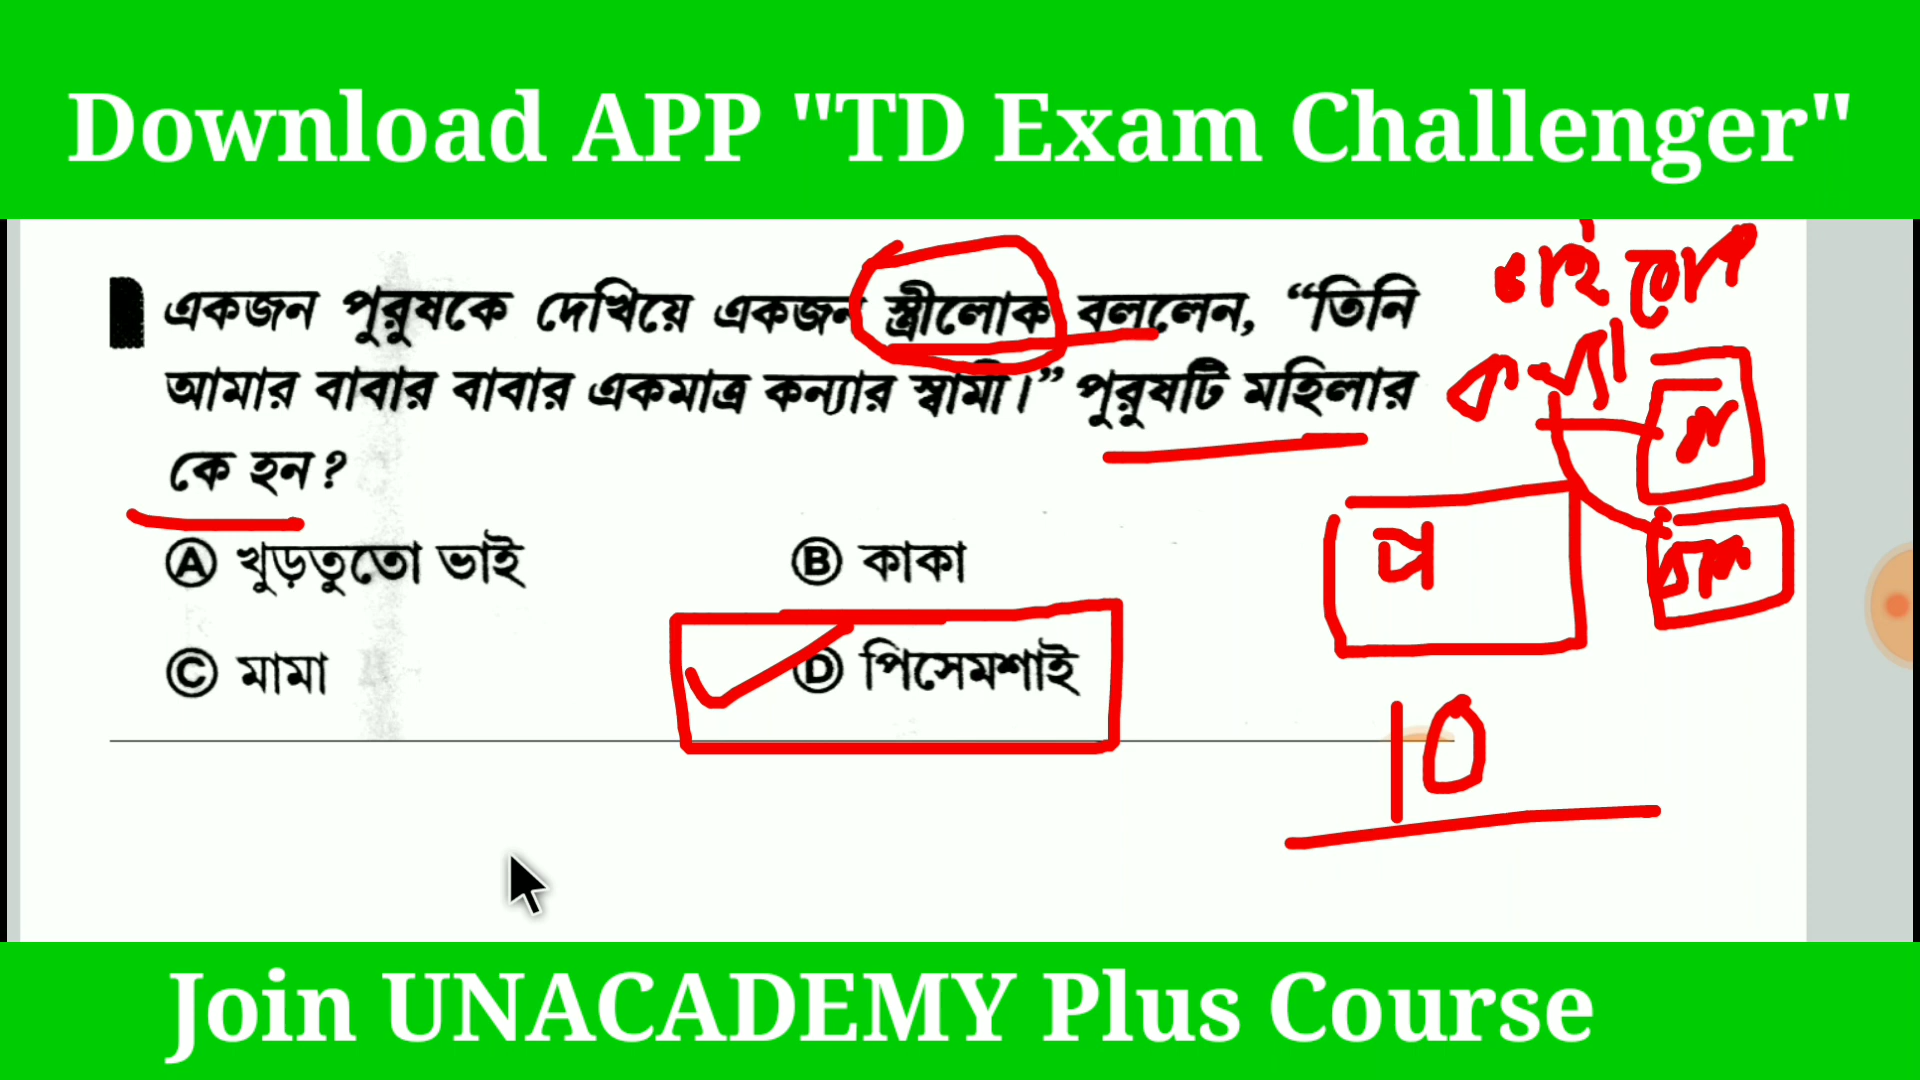 Download APP "TD Exam Challenger"
একজন পুরুষকে দেখিয়ে একজন স্ত্রীলোক বললেন, “তিনি
আমার বাবার বাবার একমাত্র কন্যার স্বামী।” পুরুষটি মহিলার
কে হন?
Ⓐ খুড়তুতো ভাই
Ⓑ কাকা
Ⓒ মামা
Ⓓ পিসেমশাই
10
Join UNACADEMY Plus Course